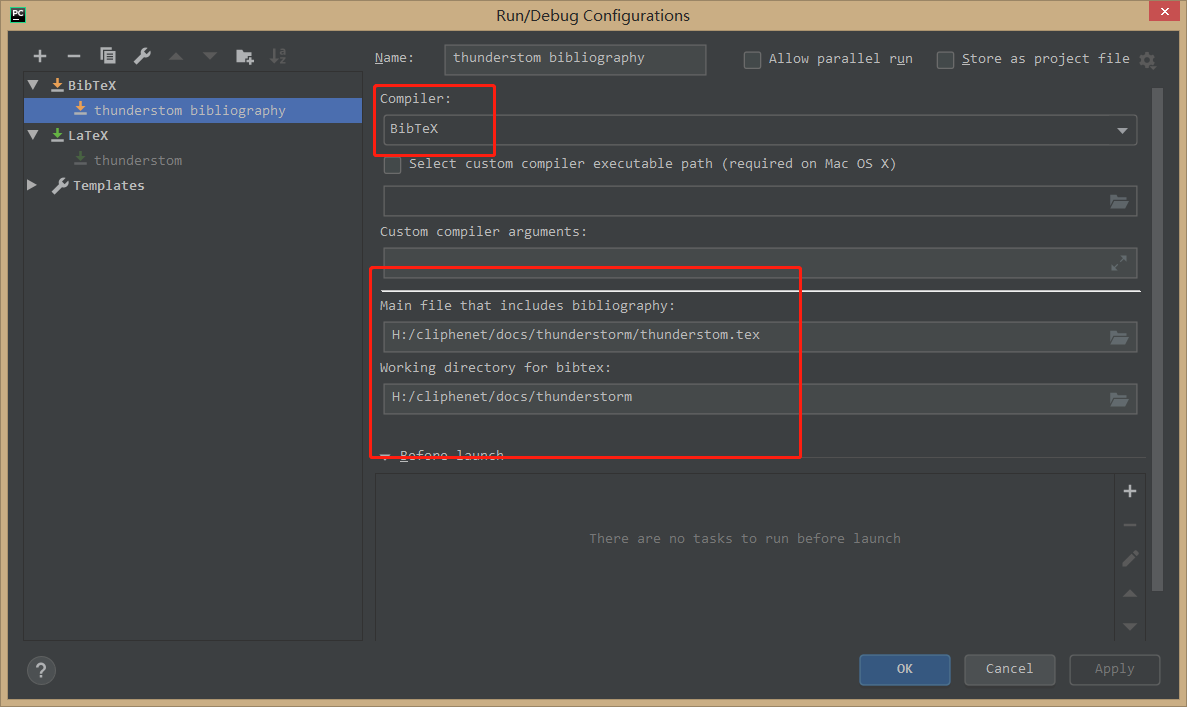 PC
Run/Debug Configurations
Name:
thunderstom bibliography
Allow parallel run
Store as project file
BibTeX
thunderstom bibliography
LaTeX
thunderstom
Templates
Compiler:
BibTeX
Select custom compiler executable path (required on Mac OS X)
Custom compiler arguments:
Main file that includes bibliography:
H:/cliphenet/docs/thunderstorm/thunderstom.tex
Working directory for bibtex:
H:/cliphenet/docs/thunderstorm
Before launch
There are no tasks to run before launch
?
OK
Cancel
Apply